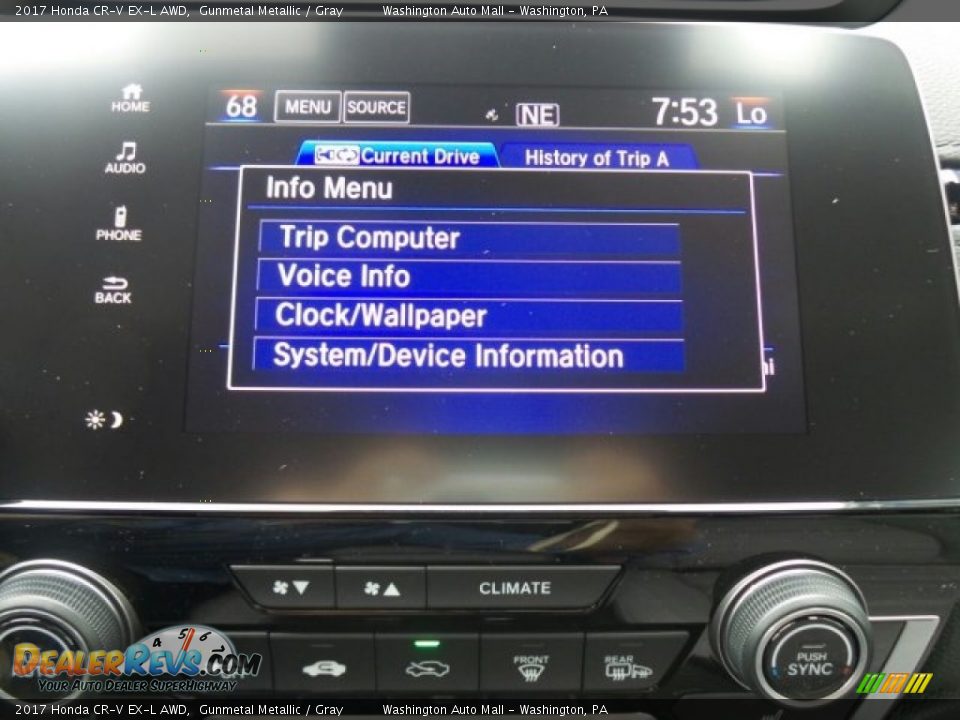 2017 Honda CR-V EX-L AWD, Gunmetal Metallic / Gray Washington Auto Mall - Washington, PA
HOME
68 MENU SOURCE NE 7:53 Lo
AUDIO
Current Drive History of Trip A
Info Menu
PHONE
Trip Computer
Voice Info
BACK
Clock/Wallpaper
System/Device Information
CLIMATE
FRONT
REAR
PUSH
SYNC
4 5 6
DealerRevs.com
Your Auto Dealer SuperHighway
2017 Honda CR-V EX-L AWD, Gunmetal Metallic / Gray Washington Auto Mall - Washington, PA